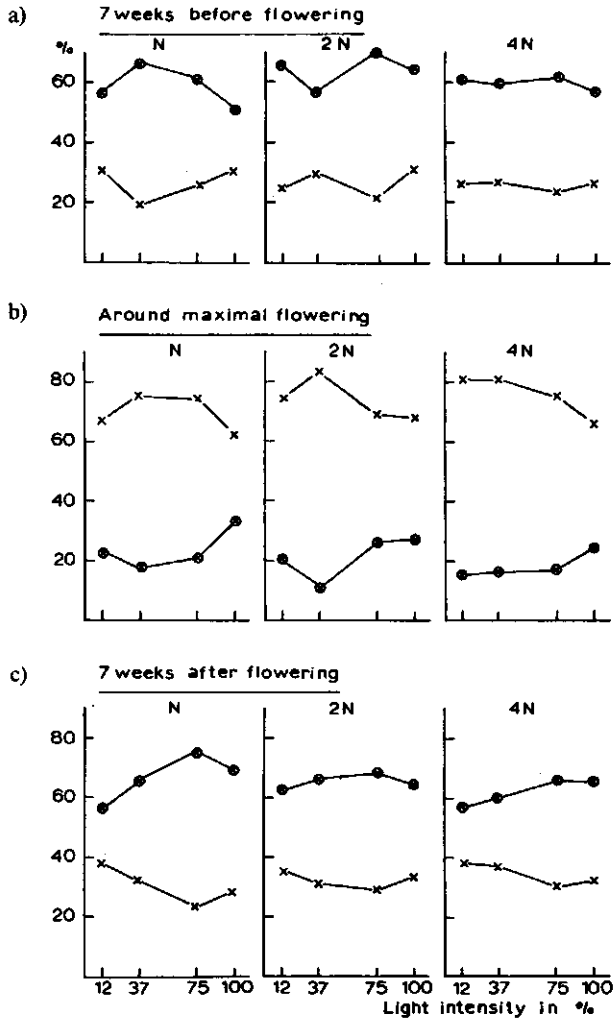 a) 7 weeks before flowering
% N 2N 4N
60
40
20
b) Around maximal flowering
N 2N 4N
80
60
40
20
c) 7 weeks after flowering
N 2N 4N
80
60
40
20
12 37 75 100 12 37 75 100 12 37 75 100
Light intensity in %